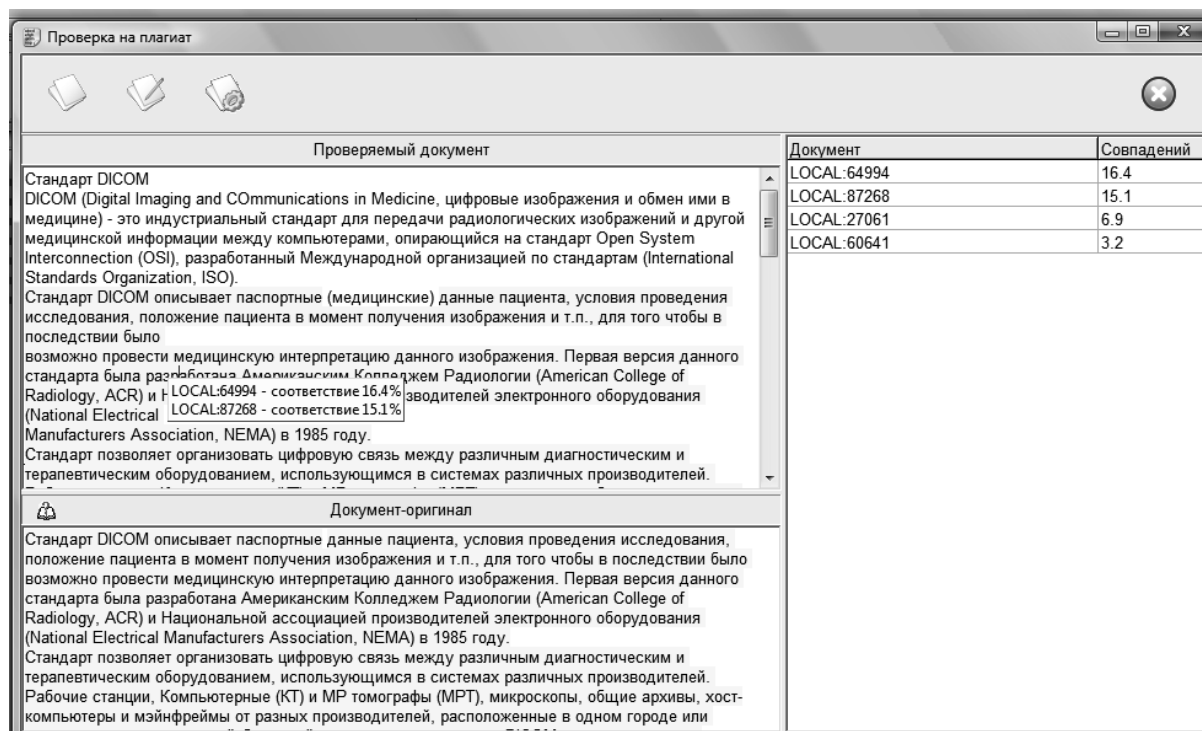 Проверка на плагиат
Проверяемый документ
Стандарт DICOM
DICOM (Digital Imaging and COmmunications in Medicine, цифровые изображения и обмен ими в
медицине) - это индустриальный стандарт для передачи радиологических изображений и другой
медицинской информации между компьютерами, опирающийся на стандарт Open System
Interconnection (OSI), разработанный Международной организацией по стандартам (International
Standards Organization, ISO).
Стандарт DICOM описывает паспортные (медицинские) данные пациента, условия проведения
исследования, положение пациента в момент получения изображения и т.п., для того чтобы в
последствии было
возможно провести медицинскую интерпретацию данного изображения. Первая версия данного
стандарта была разработана Американским Колледжем Радиологии (American College of
Radiology, ACR) и зводителей электронного оборудования
(National Electrical
LOCAL:64994 - соответствие 16.4%
LOCAL:87268 - соответствие 15.1%
Manufacturers Association, NEMA) в 1985 году.
Стандарт позволяет организовать цифровую связь между различным диагностическим и
терапевтическим оборудованием, использующимся в системах различных производителей.
Документ-оригинал
Стандарт DICOM описывает паспортные данные пациента, условия проведения исследования,
положение пациента в момент получения изображения и т.п., для того чтобы в последствии было
возможно провести медицинскую интерпретацию данного изображения. Первая версия данного
стандарта была разработана Американским Колледжем Радиологии (American College of
Radiology, ACR) и Национальной ассоциацией производителей электронного оборудования
(National Electrical Manufacturers Association, NEMA) в 1985 году.
Стандарт позволяет организовать цифровую связь между различным диагностическим и
терапевтическим оборудованием, использующимся в системах различных производителей.
Рабочие станции, Компьютерные (КТ) и МР томографы (МРТ), микроскопы, общие архивы, хост-
компьютеры и мэйнфреймы от разных производителей, расположенные в одном городе или
Документ Совпадений
LOCAL:64994 16.4
LOCAL:87268 15.1
LOCAL:27061 6.9
LOCAL:60641 3.2